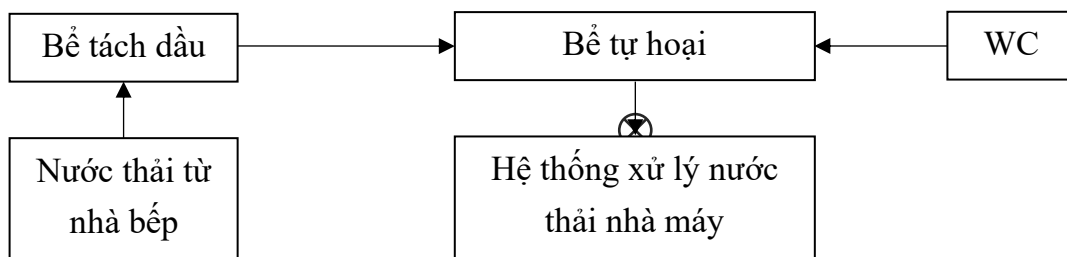 Bể tách dầu
Bể tự hoại
WC
Nước thải từ
nhà bếp
Hệ thống xử lý nước
thải nhà máy